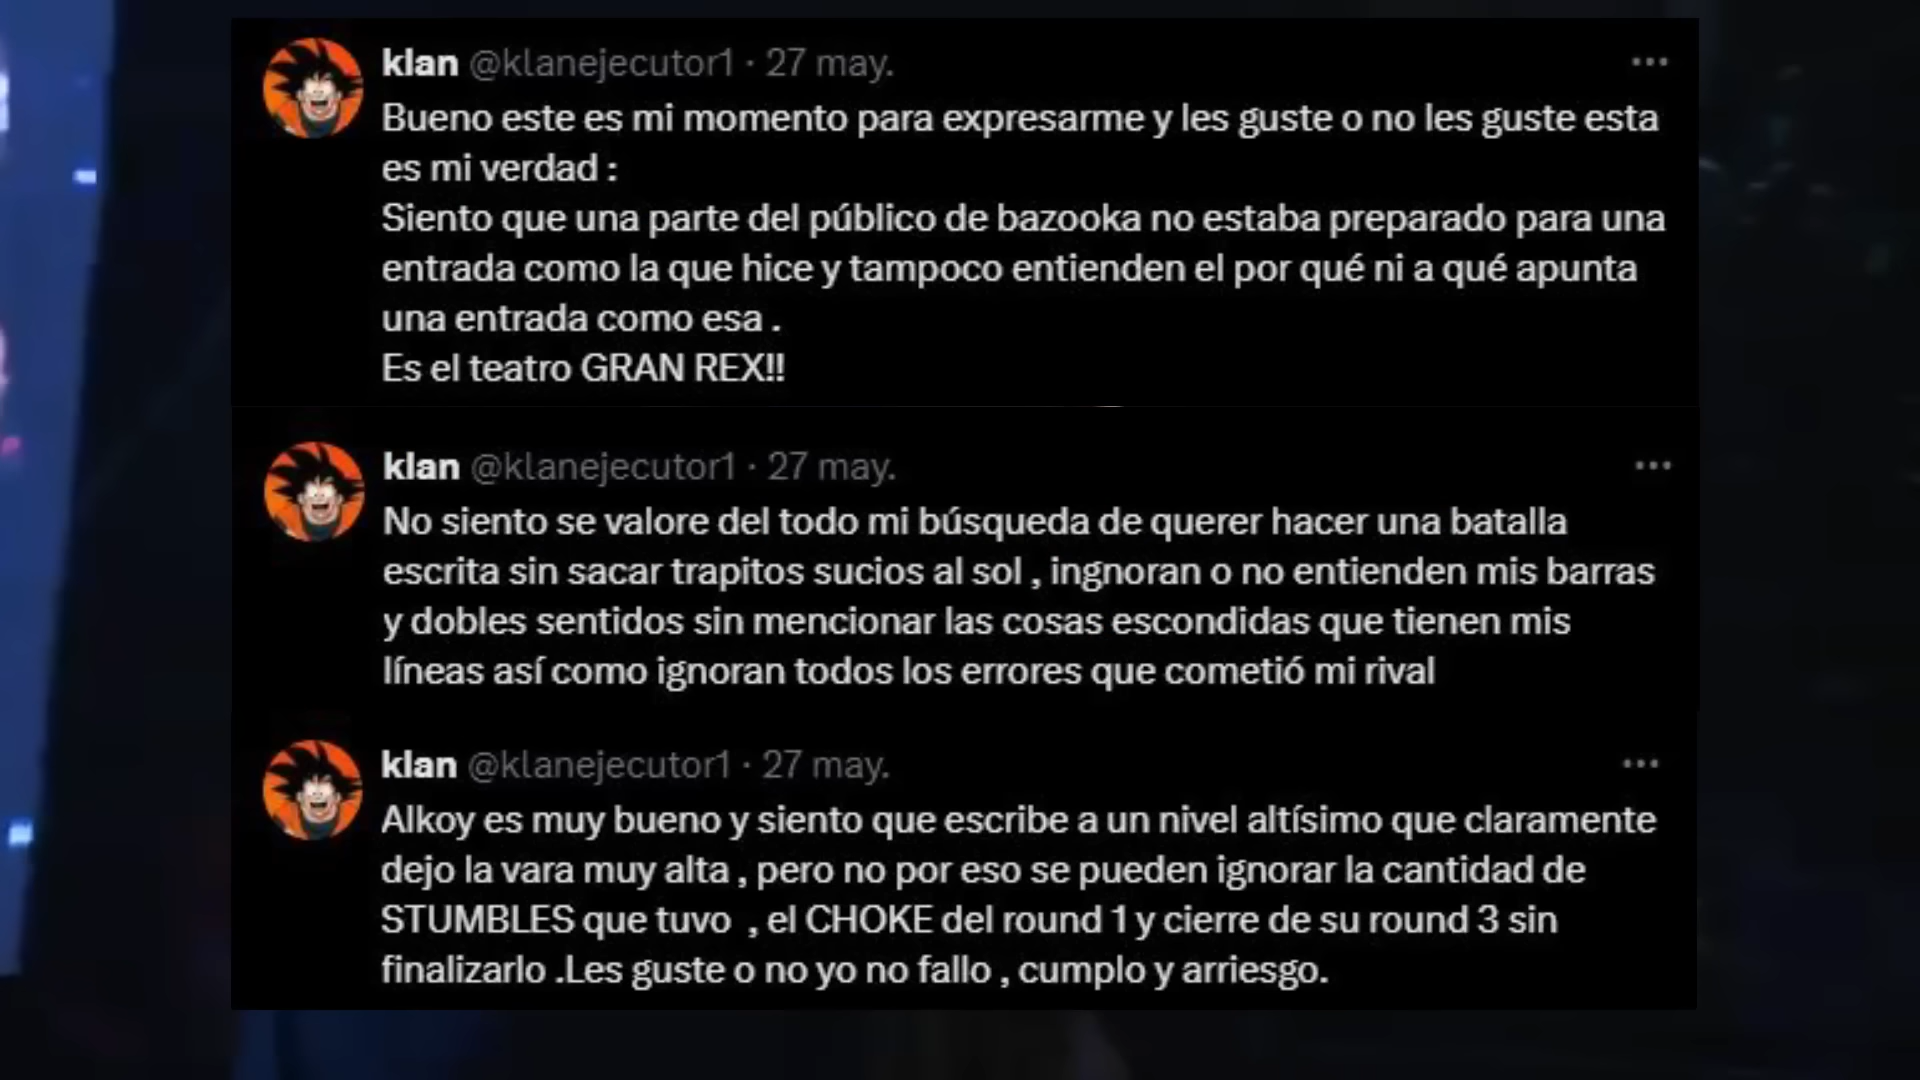 klan @klanejecutor1 · 27 may.
Bueno este es mi momento para expresarme y les guste o no les guste esta
es mi verdad :
Siento que una parte del público de bazooka no estaba preparado para una
entrada como la que hice y tampoco entienden el por qué ni a qué apunta
una entrada como esa .
Es el teatro GRAN REX!!
klan @klanejecutor1 · 27 may.
No siento se valore del todo mi búsqueda de querer hacer una batalla
escrita sin sacar trapitos sucios al sol , ingnoran o no entienden mis barras
y dobles sentidos sin mencionar las cosas escondidas que tienen mis
líneas así como ignoran todos los errores que cometió mi rival
klan @klanejecutor1 · 27 may.
Alkoy es muy bueno y siento que escribe a un nivel altísimo que claramente
dejo la vara muy alta , pero no por eso se pueden ignorar la cantidad de
STUMBLES que tuvo  , el CHOKE del round 1 y cierre de su round 3 sin
finalizarlo .Les guste o no yo no fallo , cumplo y arriesgo.